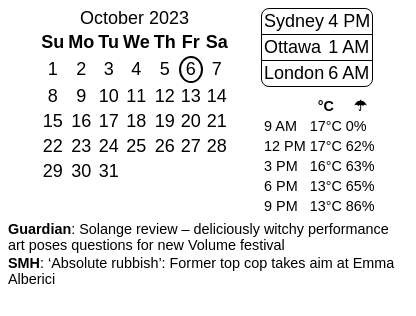 October 2023
Su Mo Tu We Th Fr Sa
1 2 3 4 5 6 7
8 9 10 11 12 13 14
15 16 17 18 19 20 21
22 23 24 25 26 27 28
29 30 31
Sydney 4 PM
Ottawa 1 AM
London 6 AM
°C ☂
9 AM 17°C 0%
12 PM 17°C 62%
3 PM 16°C 63%
6 PM 13°C 65%
9 PM 13°C 86%
Guardian: Solange review – deliciously witchy performance
art poses questions for new Volume festival
SMH: ‘Absolute rubbish’: Former top cop takes aim at Emma
Alberici